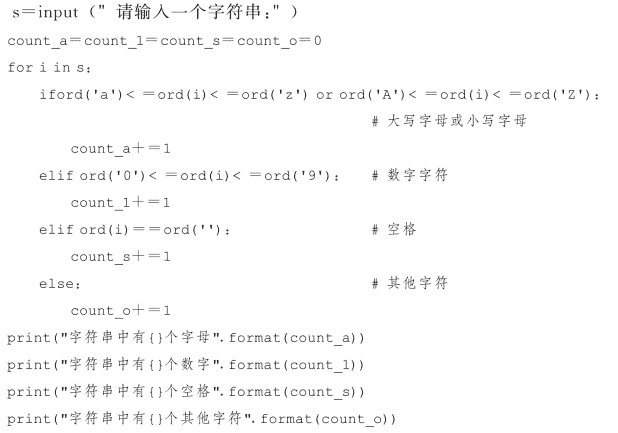 s=input（" 请输入一个字符串:" ）
count_a=count_l=count_s=count_o=0
for i in s:
    iford('a')< =ord(i)< =ord('z') or ord('A')< =ord(i)< =ord('Z'):
                                        # 大写字母或小写字母
        count_a+=1
    elif ord('0')< =ord(i)< =ord('9'):   # 数字字符
        count_l+=1
    elif ord(i)==ord(''):   # 空格
        count_s+=1
    else:   # 其他字符
        count_o+=1
print("字符串中有{}个字母".format(count_a))
print("字符串中有{}个数字".format(count_l))
print("字符串中有{}个空格".format(count_s))
print("字符串中有{}个其他字符".format(count_o))